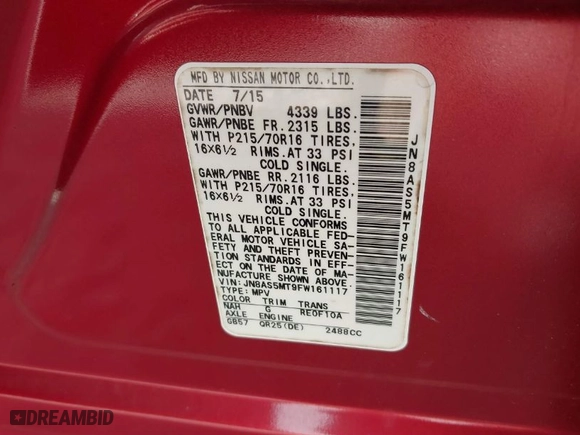 MFD BY NISSAN MOTOR CO.,LTD.
DATE 7/15
GVWR/PNBV 4339 LBS.
GAWR/PNBE FR. 2315 LBS.
WITH P215/70R16 TIRES,
16X6½ RIMS.AT 33 PSI
COLD SINGLE.
GAWR/PNBE RR. 2116 LBS.
WITH P215/70R16 TIRES,
16X6½ RIMS.AT 33 PSI
COLD SINGLE.
THIS VEHICLE CONFORMS
TO ALL APPLICABLE FED-
ERAL MOTOR VEHICLE SA-
FETY AND THEFT PREVEN-
TION STANDARDS IN EFF-
ECT ON THE DATE OF MA-
NUFACTURE SHOWN ABOVE.
VIN: JN8AS5MT9FW161117
TYPE: MPV
COLOR TRIM TRANS
NAH G RE0F10A
AXLE ENGINE
GB57 QR25(DE) 2488CC
JN8AS5MT9FW161117
DREAMBID